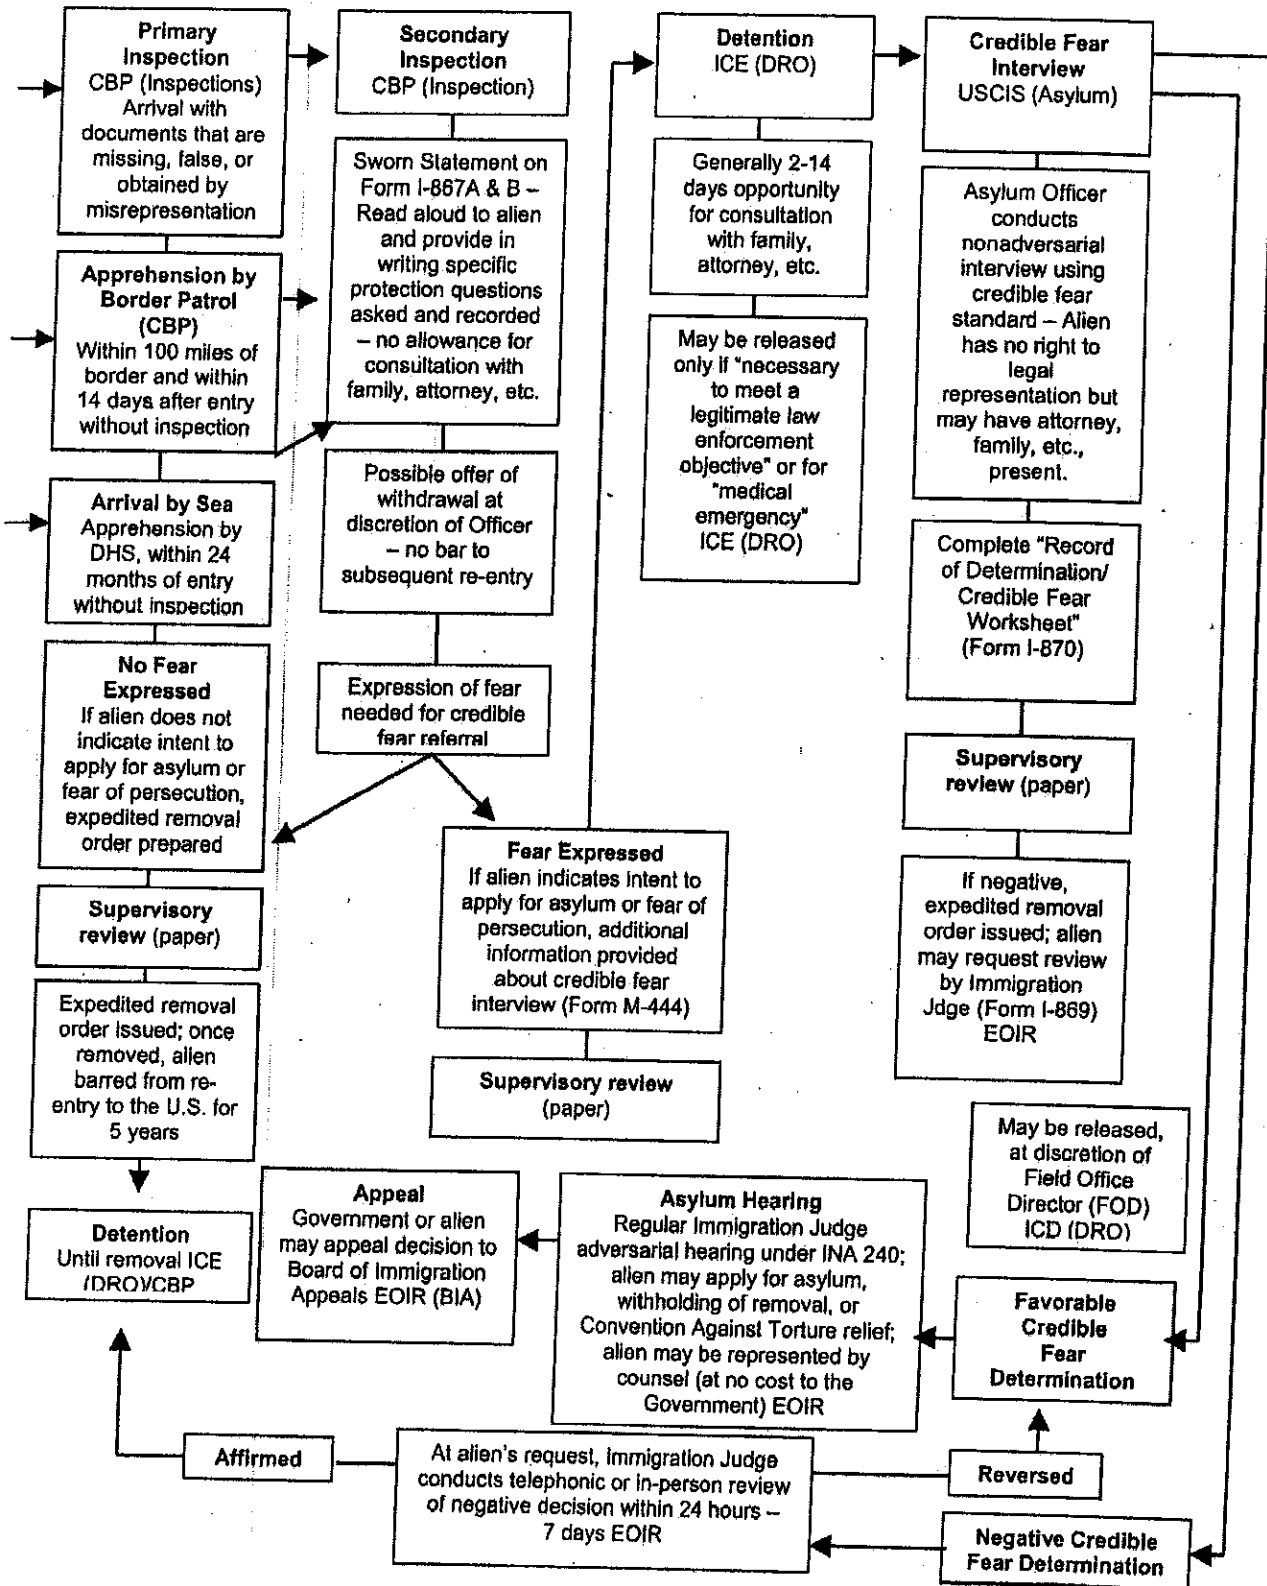 Primary
Inspection
CBP (Inspections)
Arrival with
documents that are
missing, false, or
obtained by
misrepresentation
Apprehension by
Border Patrol
(CBP)
Within 100 miles of
border and within
14 days after entry
without inspection
Arrival by Sea
Apprehension by
DHS, within 24
months of entry
without inspection
No Fear
Expressed
If alien does not
indicate intent to
apply for asylum or
fear of persecution,
expedited removal
order prepared
Supervisory
review (paper)
Expedited removal
order issued; once
removed, alien
barred from re-
entry to the U.S. for
5 years
Detention
Until removal ICE
(DRO)/CBP
Secondary
Inspection
CBP (Inspection)
Sworn Statement on
Form I-867A & B –
Read aloud to alien
and provide in
writing specific
protection questions
asked and recorded
– no allowance for
consultation with
family, attorney, etc.
Possible offer of
withdrawal at
discretion of Officer
– no bar to
subsequent re-entry
Expression of fear
needed for credible
fear referral
Fear Expressed
If alien indicates intent to
apply for asylum or fear of
persecution, additional
information provided
about credible fear
interview (Form M-444)
Supervisory review
(paper)
Detention
ICE (DRO)
Generally 2-14
days opportunity
for consultation
with family,
attorney, etc.
May be released
only if "necessary
to meet a
legitimate law
enforcement
objective" or for
"medical
emergency"
ICE (DRO)
Credible Fear
Interview
USCIS (Asylum)
Asylum Officer
conducts
nonadversarial
interview using
credible fear
standard – Alien
has no right to
legal
representation but
may have attorney,
family, etc.,
present.
Complete "Record
of Determination/
Credible Fear
Worksheet"
(Form I-870)
Supervisory
review (paper)
If negative,
expedited removal
order issued; alien
may request review
by Immigration
Jdge (Form I-869)
EOIR
May be released,
at discretion of
Field Office
Director (FOD)
ICD (DRO)
Favorable
Credible
Fear
Determination
Asylum Hearing
Regular Immigration Judge
adversarial hearing under INA 240;
alien may apply for asylum,
withholding of removal, or
Convention Against Torture relief;
alien may be represented by
counsel (at no cost to the
Government) EOIR
Appeal
Government or alien
may appeal decision to
Board of Immigration
Appeals EOIR (BIA)
Affirmed
At alien's request, Immigration Judge
conducts telephonic or in-person review
of negative decision within 24 hours –
7 days EOIR
Reversed
Negative Credible
Fear Determination